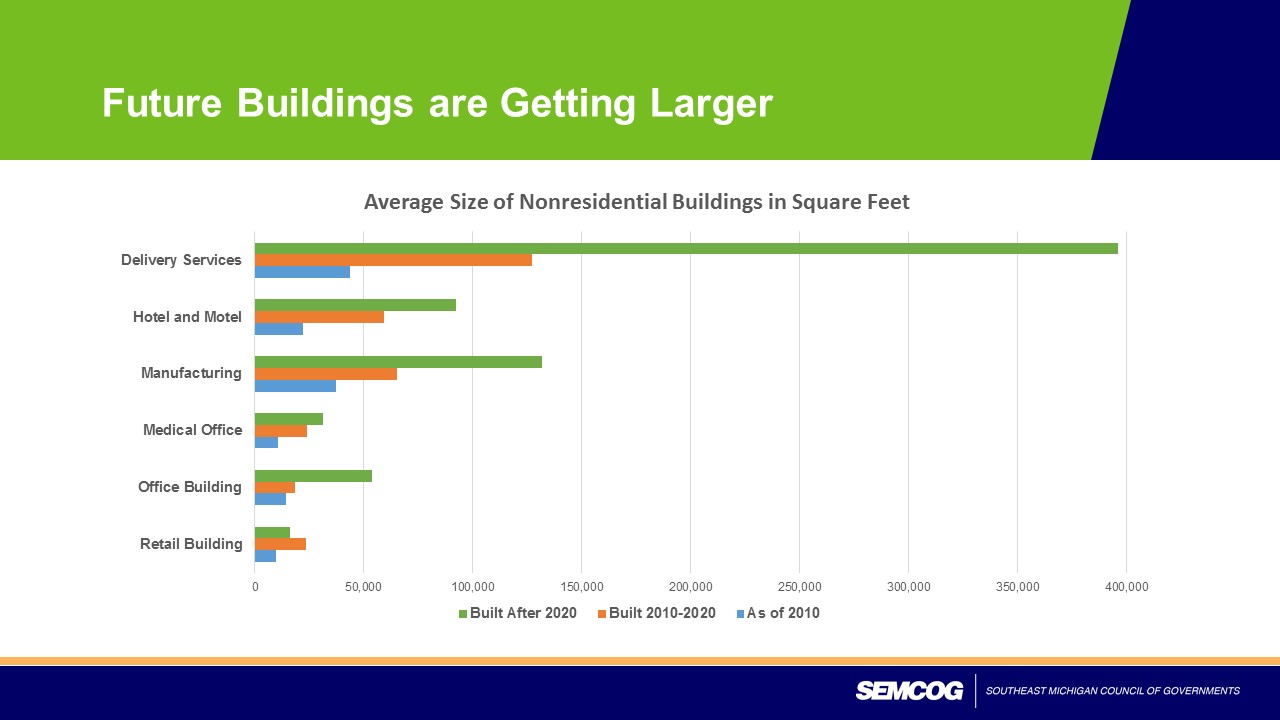 Future Buildings are Getting Larger
Average Size of Nonresidential Buildings in Square Feet
Delivery Services
Hotel and Motel
Manufacturing
Medical Office
Office Building
Retail Building
0 50,000 100,000 150,000 200,000 250,000 300,000 350,000 400,000
Built After 2020 Built 2010-2020 As of 2010
SEMCOG SOUTHEAST MICHIGAN COUNCIL OF GOVERNMENTS